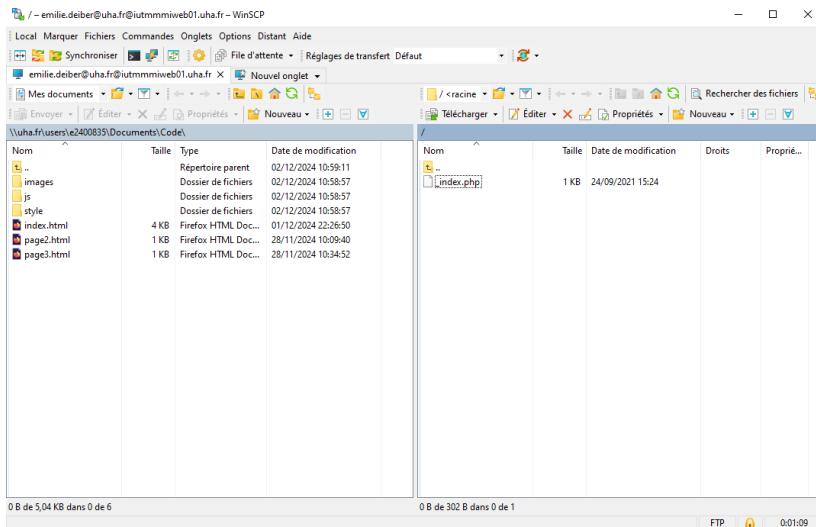 / – emilie.deiber@uha.fr@iutmmmiweb01.uha.fr – WinSCP
Local Marquer Fichiers Commandes Onglets Options Distant Aide
Synchroniser File d'attente Réglages de transfert Défaut
emilie.deiber@uha.fr@iutmmmiweb01.uha.fr X Nouvel onglet
Mes documents
Envoyer Éditer Propriétés Nouveau
\\uha.fr\users\e2400835\Documents\Code\
Nom Taille Type Date de modification
.. Répertoire parent 02/12/2024 10:59:11
images Dossier de fichiers 02/12/2024 10:58:57
js Dossier de fichiers 02/12/2024 10:58:57
style Dossier de fichiers 02/12/2024 10:58:57
index.html 4 KB Firefox HTML Doc... 01/12/2024 22:26:50
page2.html 1 KB Firefox HTML Doc... 28/11/2024 10:09:40
page3.html 1 KB Firefox HTML Doc... 28/11/2024 10:34:52
0 B de 5,04 KB dans 0 de 6
/ <racine Rechercher des fichiers
Télécharger Éditer Propriétés Nouveau
/
Nom Taille Date de modification Droits Proprié...
..
_index.php 1 KB 24/09/2021 15:24
0 B de 302 B dans 0 de 1
FTP 0:01:09